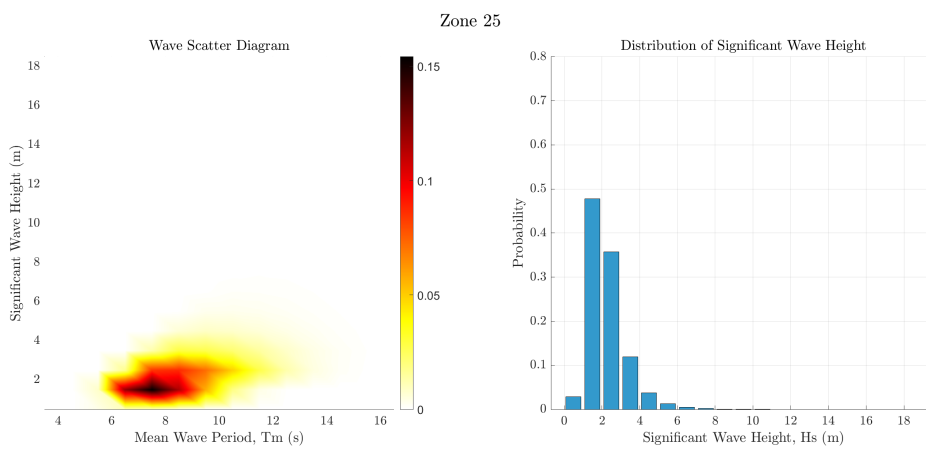 Zone 25
Wave Scatter Diagram
18
16
14
12
10
8
6
4
2
Significant Wave Height (m)
4 6 8 10 12 14 16
Mean Wave Period, Tm (s)
0.15
0.1
0.05
0
Distribution of Significant Wave Height
0.8
0.7
0.6
0.5
0.4
0.3
0.2
0.1
0
Probability
0 2 4 6 8 10 12 14 16 18
Significant Wave Height, Hs (m)